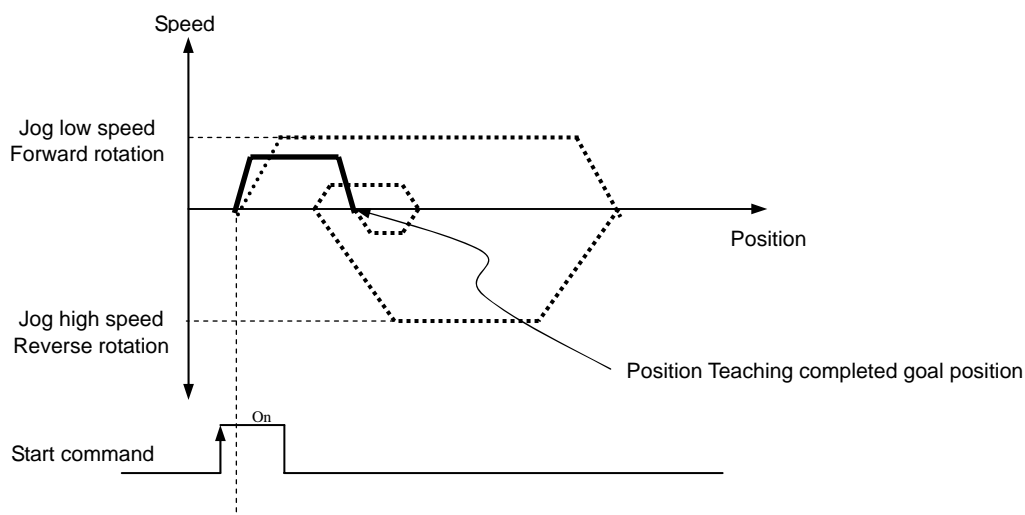 Speed
Jog low speed
Forward rotation
Position
Jog high speed
Reverse rotation
Position Teaching completed goal position
On
Start command